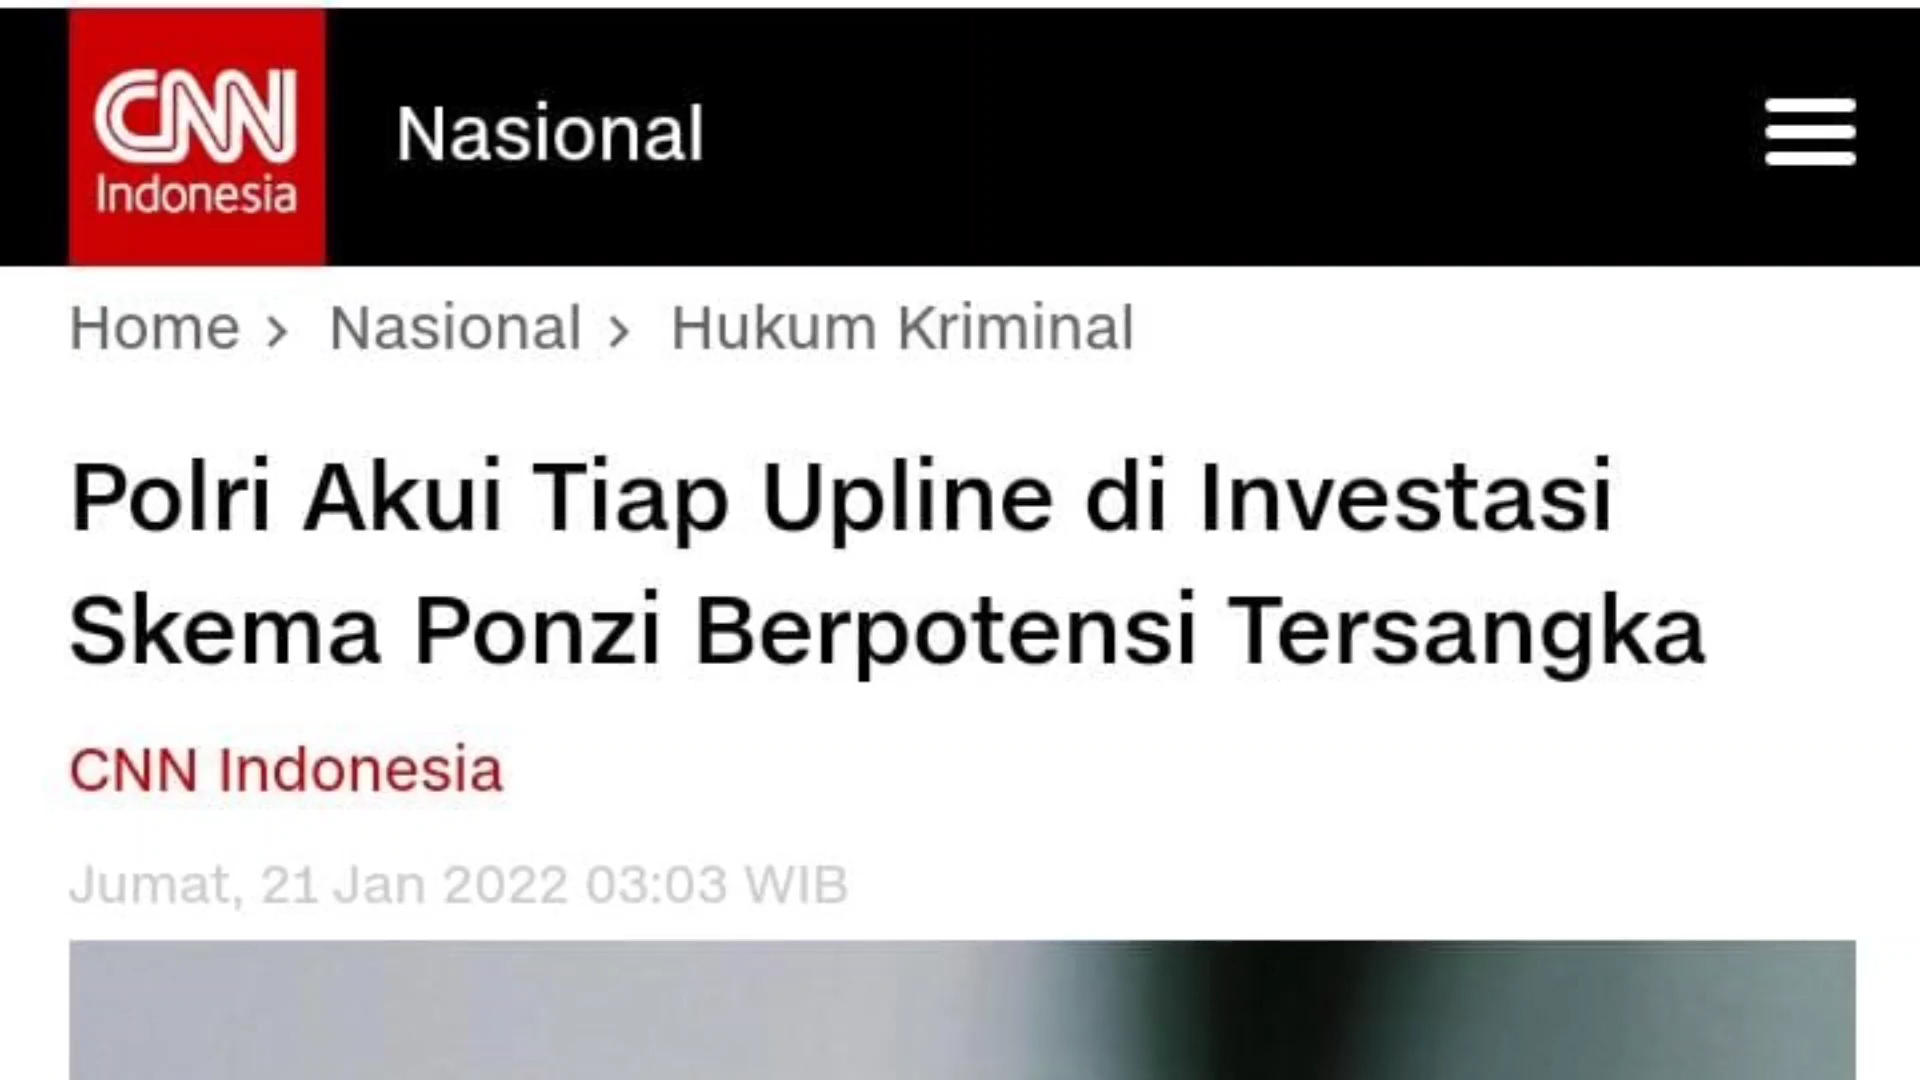 CNN
Indonesia
Nasional
Home > Nasional > Hukum Kriminal
Polri Akui Tiap Upline di Investasi
Skema Ponzi Berpotensi Tersangka
CNN Indonesia
Jumat, 21 Jan 2022 03:03 WIB